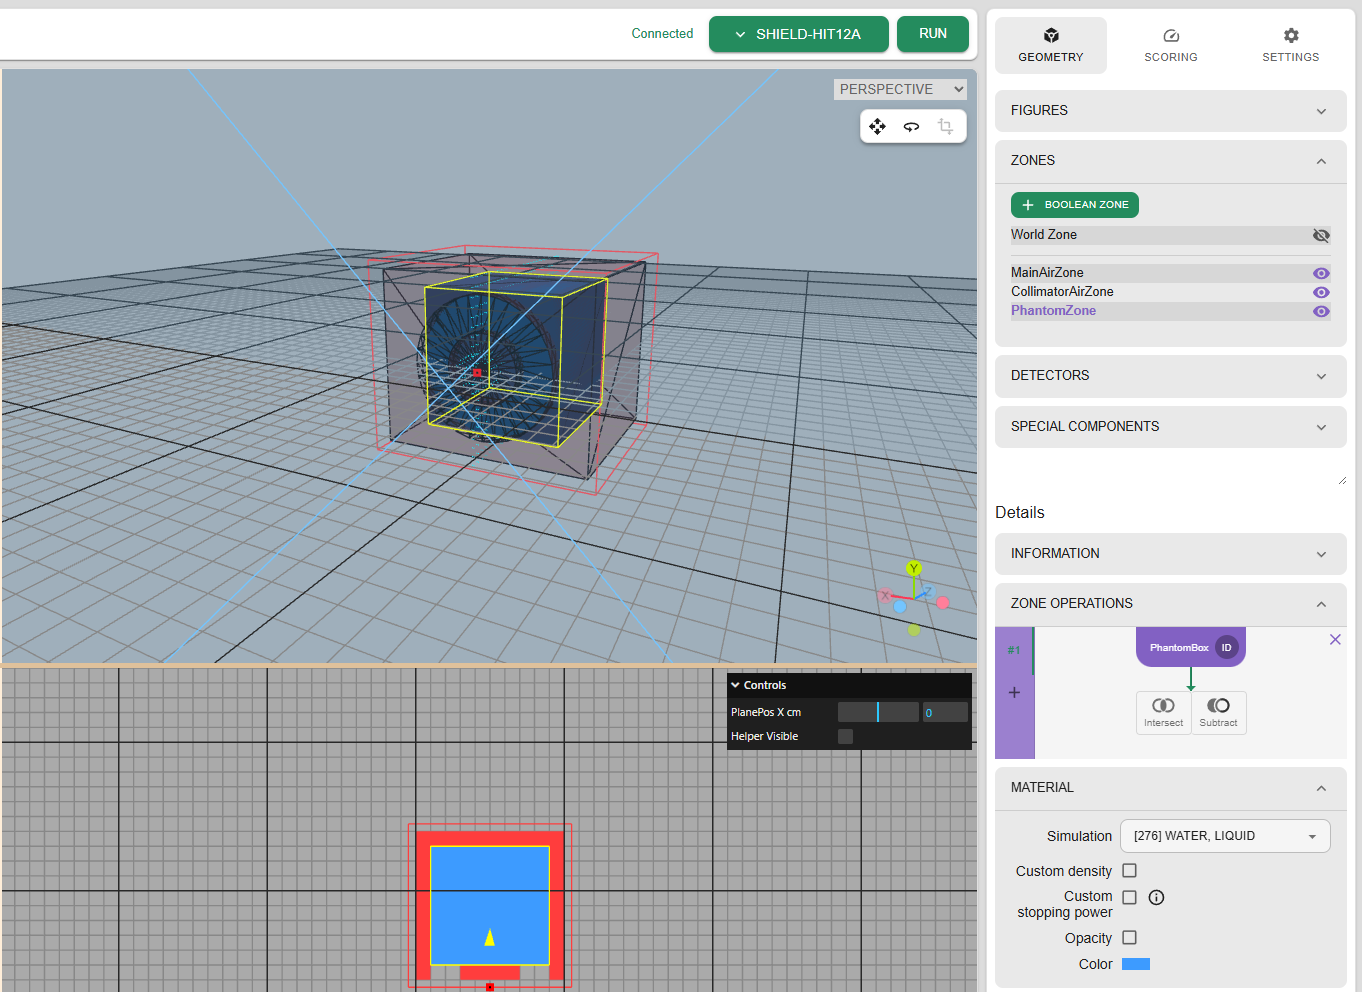 Connected
SHIELD-HIT12A
RUN
PERSPECTIVE
X
Y
Z
Controls
PlanePos X cm
0
Helper Visible
GEOMETRY
SCORING
SETTINGS
FIGURES
ZONES
BOOLEAN ZONE
World Zone
MainAirZone
CollimatorAirZone
PhantomZone
DETECTORS
SPECIAL COMPONENTS
Details
INFORMATION
ZONE OPERATIONS
#1
PhantomBox ID
Intersect
Subtract
MATERIAL
Simulation
[276] WATER, LIQUID
Custom density
Custom
stopping power
Opacity
Color